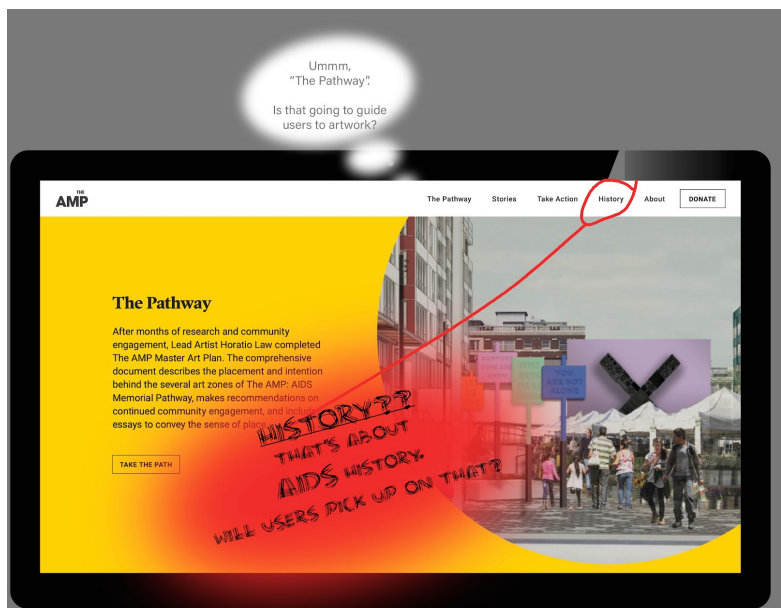 Ummm,
“The Pathway”.
Is that going to guide
users to artwork?
THE
AMP
The Pathway
Stories
Take Action
History
About
DONATE
The Pathway
After months of research and community
engagement, Lead Artist Horatio Law completed
The AMP Master Art Plan. The comprehensive
document describes the placement and intention
behind the several art zones of The AMP: AIDS
Memorial Pathway, makes recommendations on
continued community engagement, and include
essays to convey the sense of place
TAKE THE PATH
HISTORY??
THAT'S ABOUT
AIDS HISTORY.
WILL USERS PICK UP ON THAT?
YOU
ARE NOT
ALONE